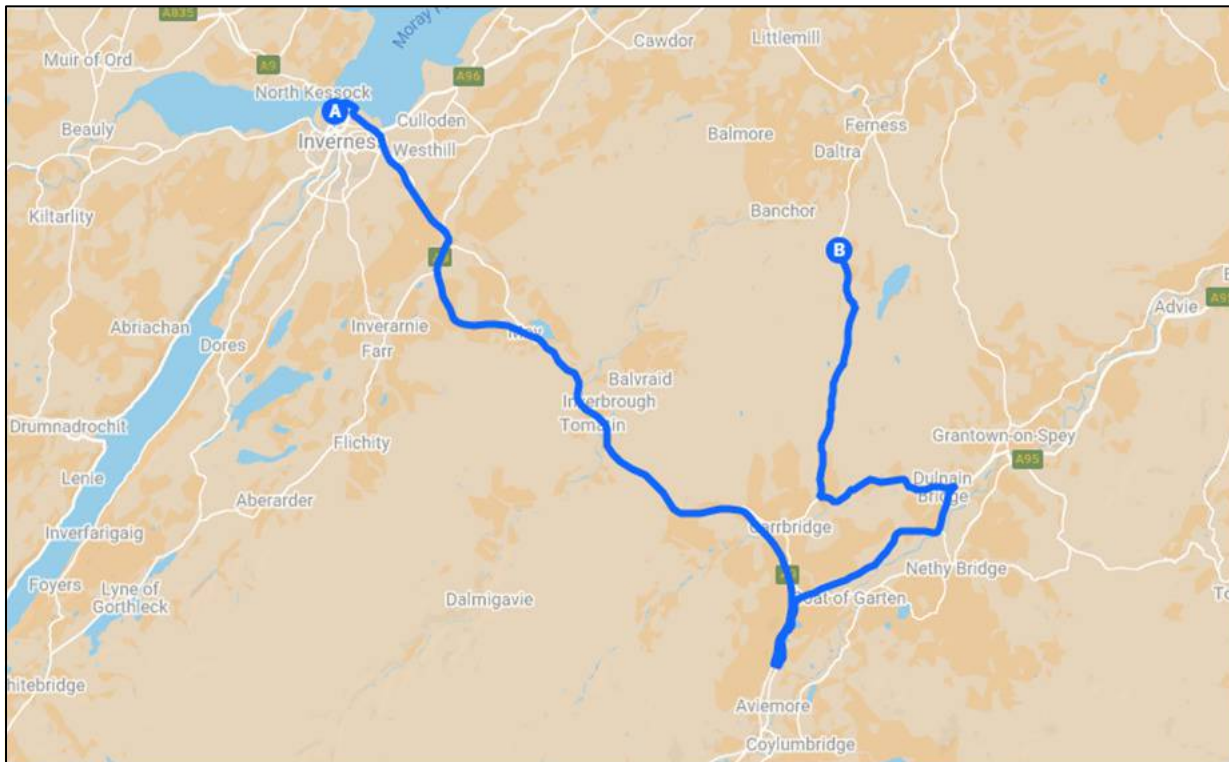 A835
Moray
Cawdor
Littlemill
Muir of Ord
A9
A96
North Kessock
A
Beauly
Culloden
Balmore
Ferness
Inverness
Westhill
Daltra
Kiltarlity
Banchor
B
Abriachan
Inverarnie
Advie
Dores
Farr
Balvraid
Drumnadrochit
Tomatin
Grantown-on-Spey
Flichity
A95
Lenie
Dulnain
Bridge
Aberarder
Inverfarigaig
Carrbridge
Foyers
Nethy Bridge
Lyne of
Gorthleck
Dalmigavie
Boat of Garten
hitebridge
Aviemore
Coylumbridge